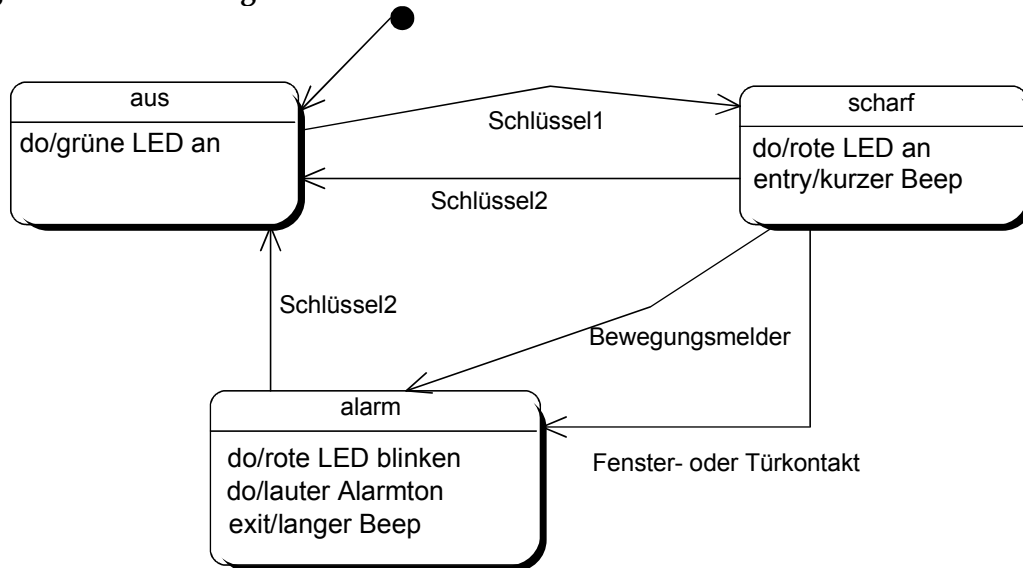 aus
do/grüne LED an
Schlüssel1
scharf
do/rote LED an
entry/kurzer Beep
Schlüssel2
Schlüssel2
Bewegungsmelder
alarm
do/rote LED blinken
do/lauter Alarmton
exit/langer Beep
Fenster- oder Türkontakt